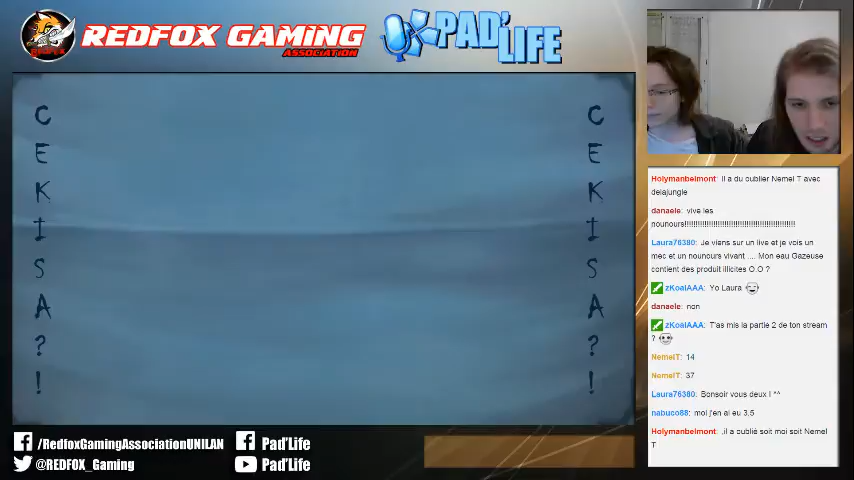 REDFOX GAMING
ASSOCIATION
PAD'LIFE
C C
E E
K K
I I
S S
A A
? ?
! !
Holymanbelmont: il a du oublier Nemel T avec
delajungle
danaele: vive les
nounours!!!!!!!!!!!!!!!!!!!!!!!!!!!!!!!!!!!!!!!!!!!!!!!!
Laura76380: Je viens sur un live et je vois un
mec et un nounours vivant .... Mon eau Gazeuse
contient des produit illicites O.O ?
zKoalAAA: Yo Laura
danaele: non
zKoalAAA: T'as mis la partie 2 de ton stream
?
NemelT: 14
NemelT: 37
Laura76380: Bonsoir vous deux ! ^^
nabuco88: moi j'en ai eu 3,5
Holymanbelmont: ,il a oublié soit moi soit Nemel
T
/RedfoxGamingAssociationUNILAN Pad'Life
@REDFOX_Gaming Pad'Life